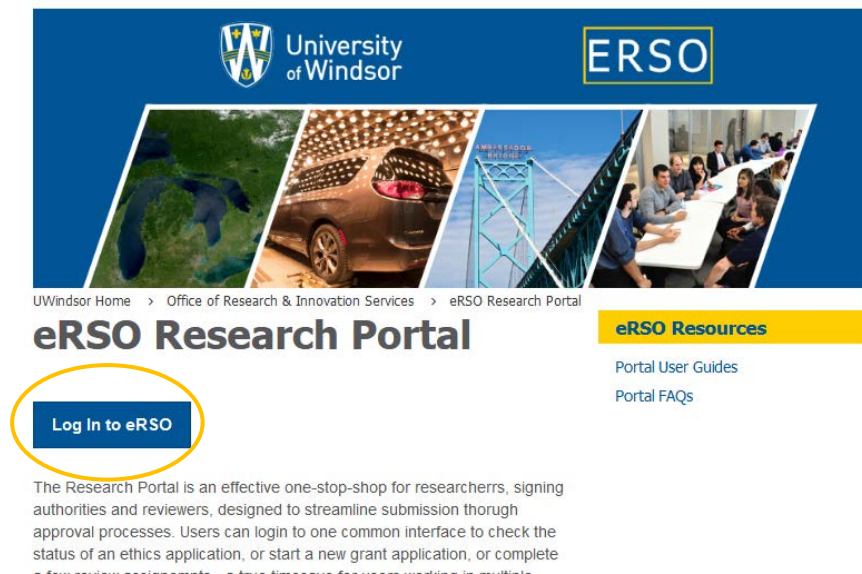 University
of Windsor
ERSO
AMBASSADOR
BRIDGE
UWindsor Home > Office of Research & Innovation Services > eRSO Research Portal
eRSO Research Portal
eRSO Resources
Portal User Guides
Portal FAQs
Log In to eRSO
The Research Portal is an effective one-stop-shop for researcherrs, signing
authorities and reviewers, designed to streamline submission thorugh
approval processes. Users can login to one common interface to check the
status of an ethics application, or start a new grant application, or complete